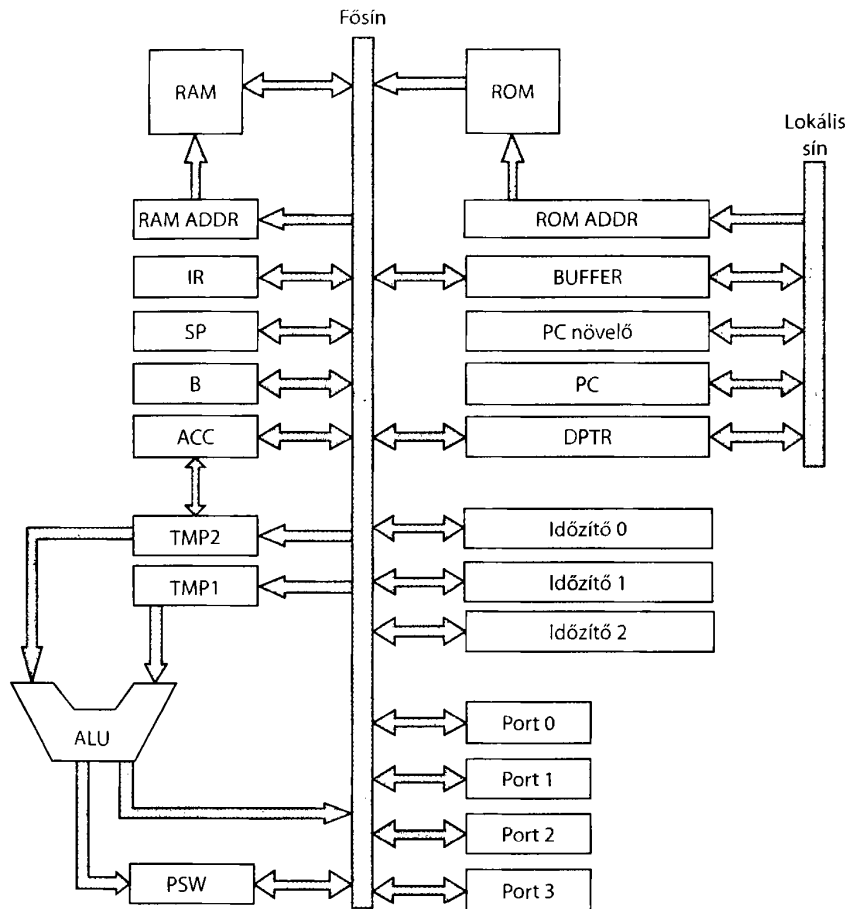 Fősín
RAM
ROM
Lokális
sín
RAM ADDR
ROM ADDR
IR
BUFFER
SP
PC növelő
B
PC
ACC
DPTR
TMP2
Időzítő 0
TMP1
Időzítő 1
Időzítő 2
ALU
Port 0
Port 1
Port 2
PSW
Port 3